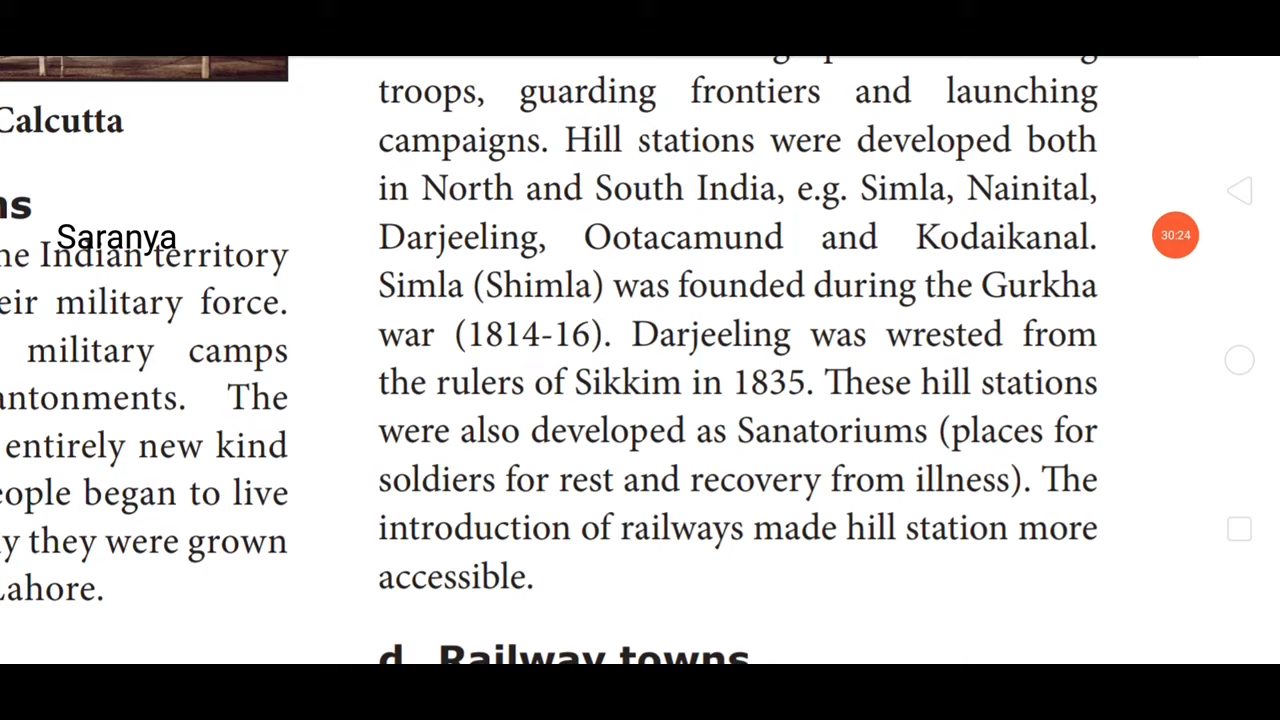 Calcutta
ns
Saranya
he Indian territory
eir military force.
military camps
antonments. The
entirely new kind
eople began to live
y they were grown
Lahore.
troops, guarding frontiers and launching
campaigns. Hill stations were developed both
in North and South India, e.g. Simla, Nainital,
Darjeeling, Ootacamund and Kodaikanal.
Simla (Shimla) was founded during the Gurkha
war (1814-16). Darjeeling was wrested from
the rulers of Sikkim in 1835. These hill stations
were also developed as Sanatoriums (places for
soldiers for rest and recovery from illness). The
introduction of railways made hill station more
accessible.
d Railway towns
30:24